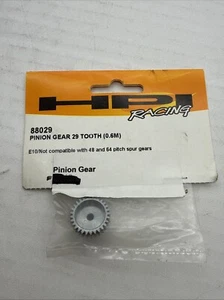 HPI
RACING
88029
PINION GEAR 29 TOOTH (0.6M)
E10/Not compatible with 48 and 64 pitch spur gears
Pinion Gear